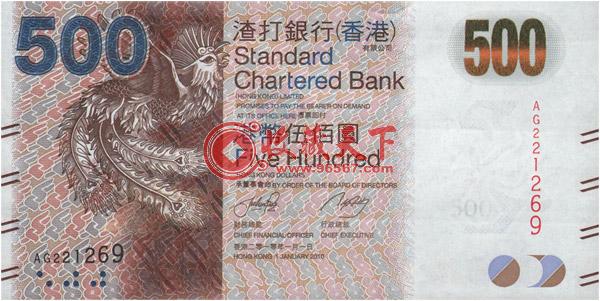 500
渣打銀行(香港)
有限公司
Standard
Chartered Bank
(HONG KONG) LIMITED
PROMISES TO PAY THE BEARER ON DEMAND
AT ITS OFFICE HERE 憑票即付
港幣伍佰圓
Five Hundred
HONG KONG DOLLARS
承董事會命 BY ORDER OF THE BOARD OF DIRECTORS
財務總監
行政總裁
CHIEF FINANCIAL OFFICER
CHIEF EXECUTIVE
香港二零一零年一月一日
HONG KONG 1 JANUARY 2010
AG221269
500
AG221269
500
天下
www.96567.com